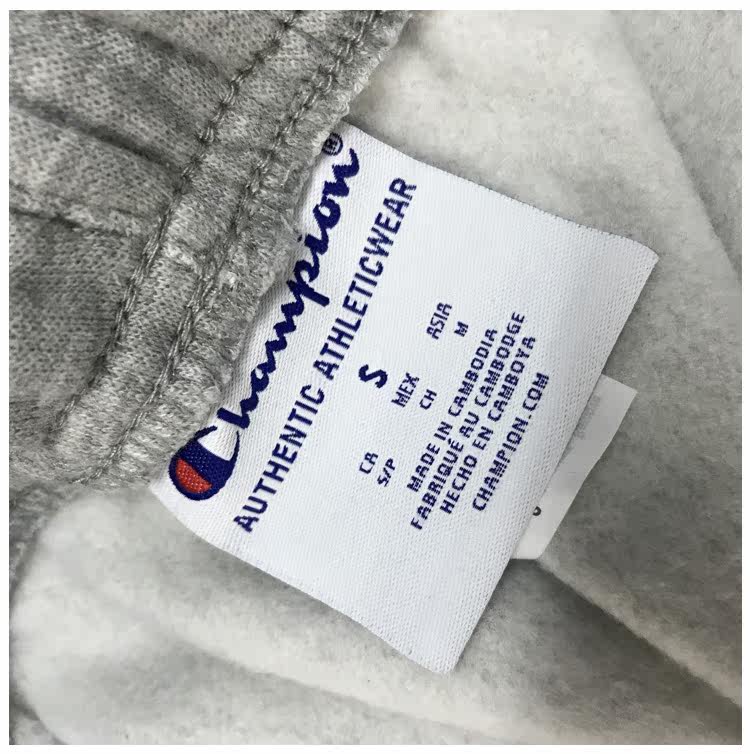 Champion®
AUTHENTIC ATHLETICWEAR
S
CA MEX ASIA
S/P CH M
MADE IN CAMBODIA
FABRIQUÉ AU CAMBODGE
HECHO EN CAMBOYA
CHAMPION.COM